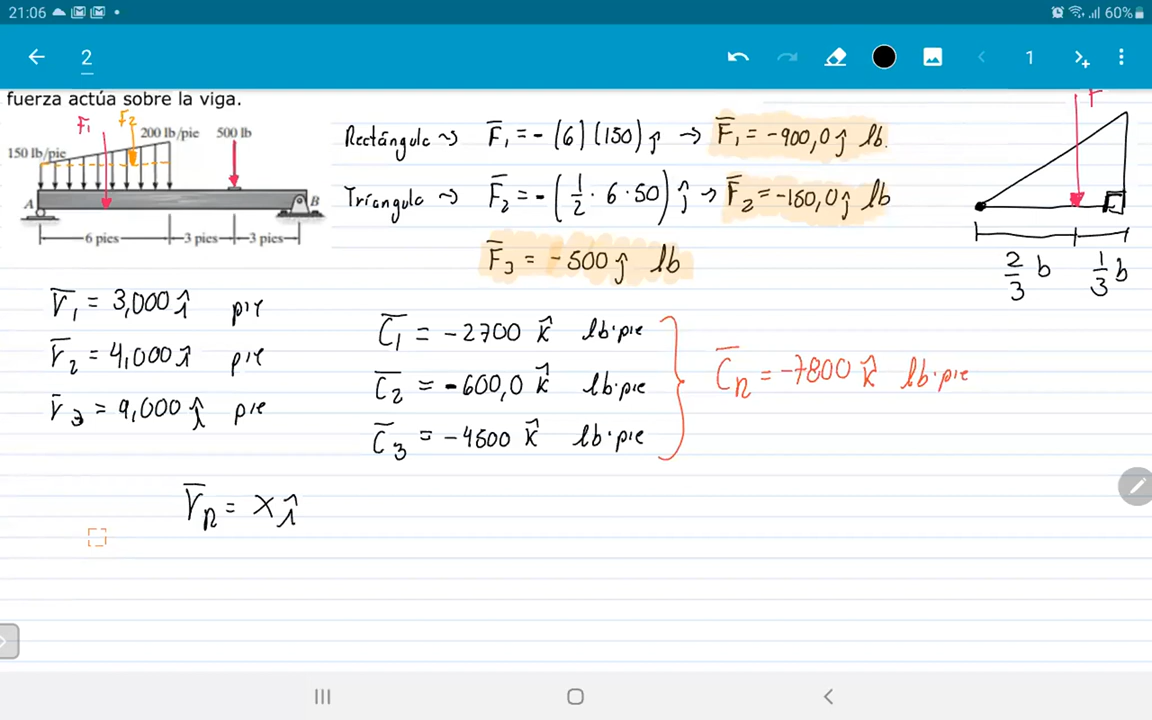 21:06
60%
2
1
fuerza actúa sobre la viga.
F₁
F₂
200 lb/pie
500 lb
150 lb/pie
A
B
6 pies
3 pies
3 pies
Rectángulo ~> F̄₁ = - (6)(150) ĵ → F̄₁ = -900,0 ĵ lb.
Triángulo ~> F̄₂ = - (1/2 · 6 · 50) ĵ → F̄₂ = -150,0 ĵ lb
F̄₃ = -500 ĵ lb
F
2/3 b
1/3 b
r̄₁ = 3,000 î pie
r̄₂ = 4,000 î pie
r̄₃ = 9,000 î pie
C̄₁ = -2700 k̂ lb·pie
C̄₂ = -600,0 k̂ lb·pie
C̄₃ = -4500 k̂ lb·pie
C̄R = -7800 k̂ lb·pie
r̄R = x î